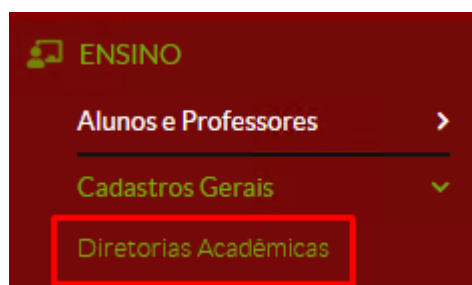 ENSINO
Alunos e Professores
Cadastros Gerais
Diretorias Acadêmicas